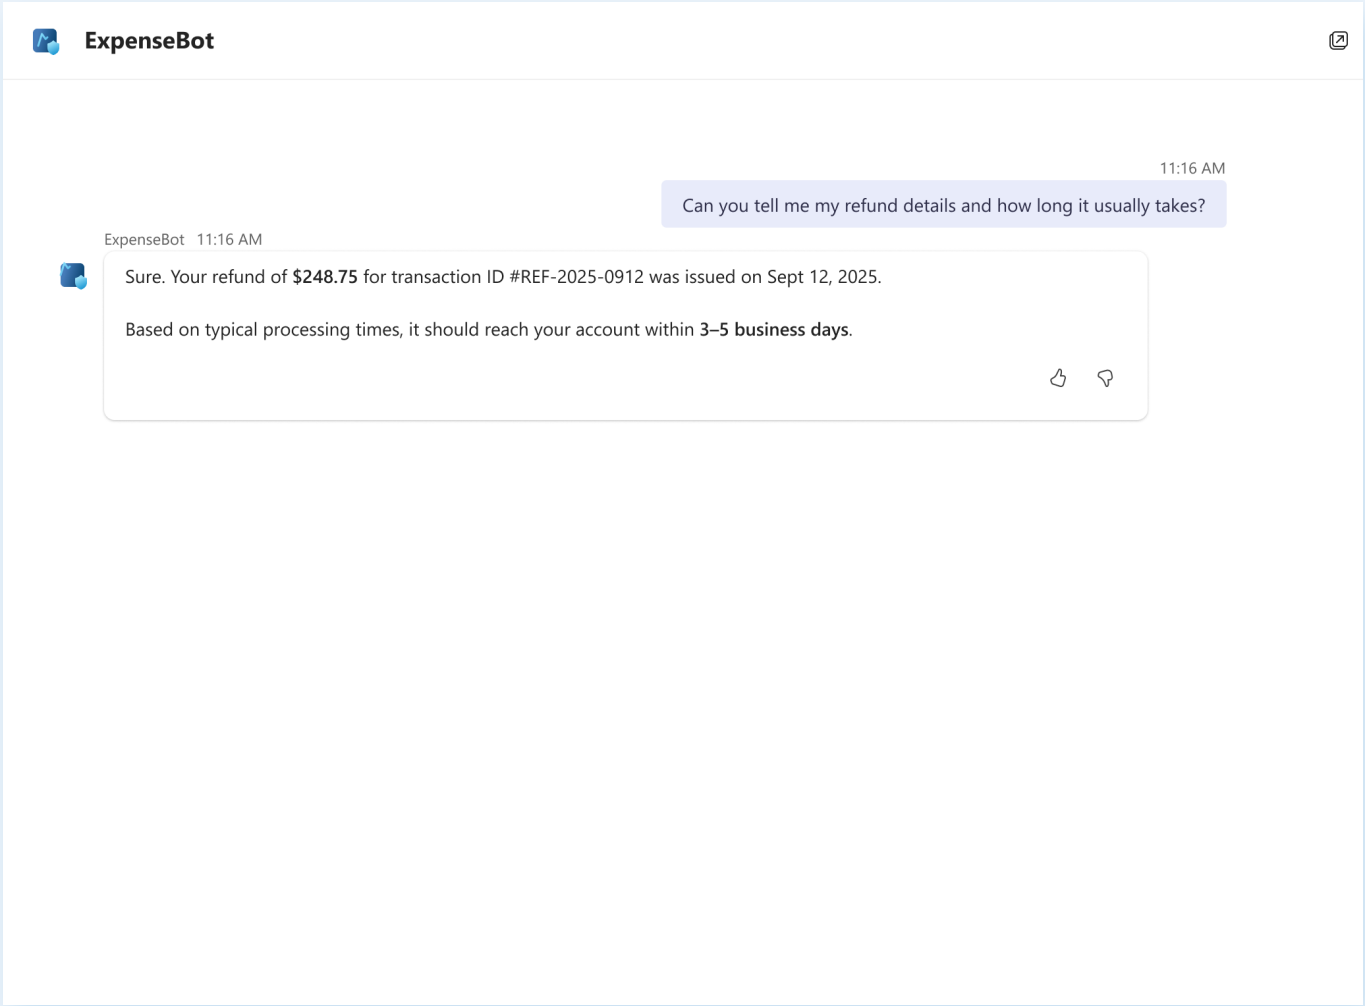 ExpenseBot
11:16 AM
Can you tell me my refund details and how long it usually takes?
ExpenseBot 11:16 AM
Sure. Your refund of $248.75 for transaction ID #REF-2025-0912 was issued on Sept 12, 2025.
Based on typical processing times, it should reach your account within 3–5 business days.